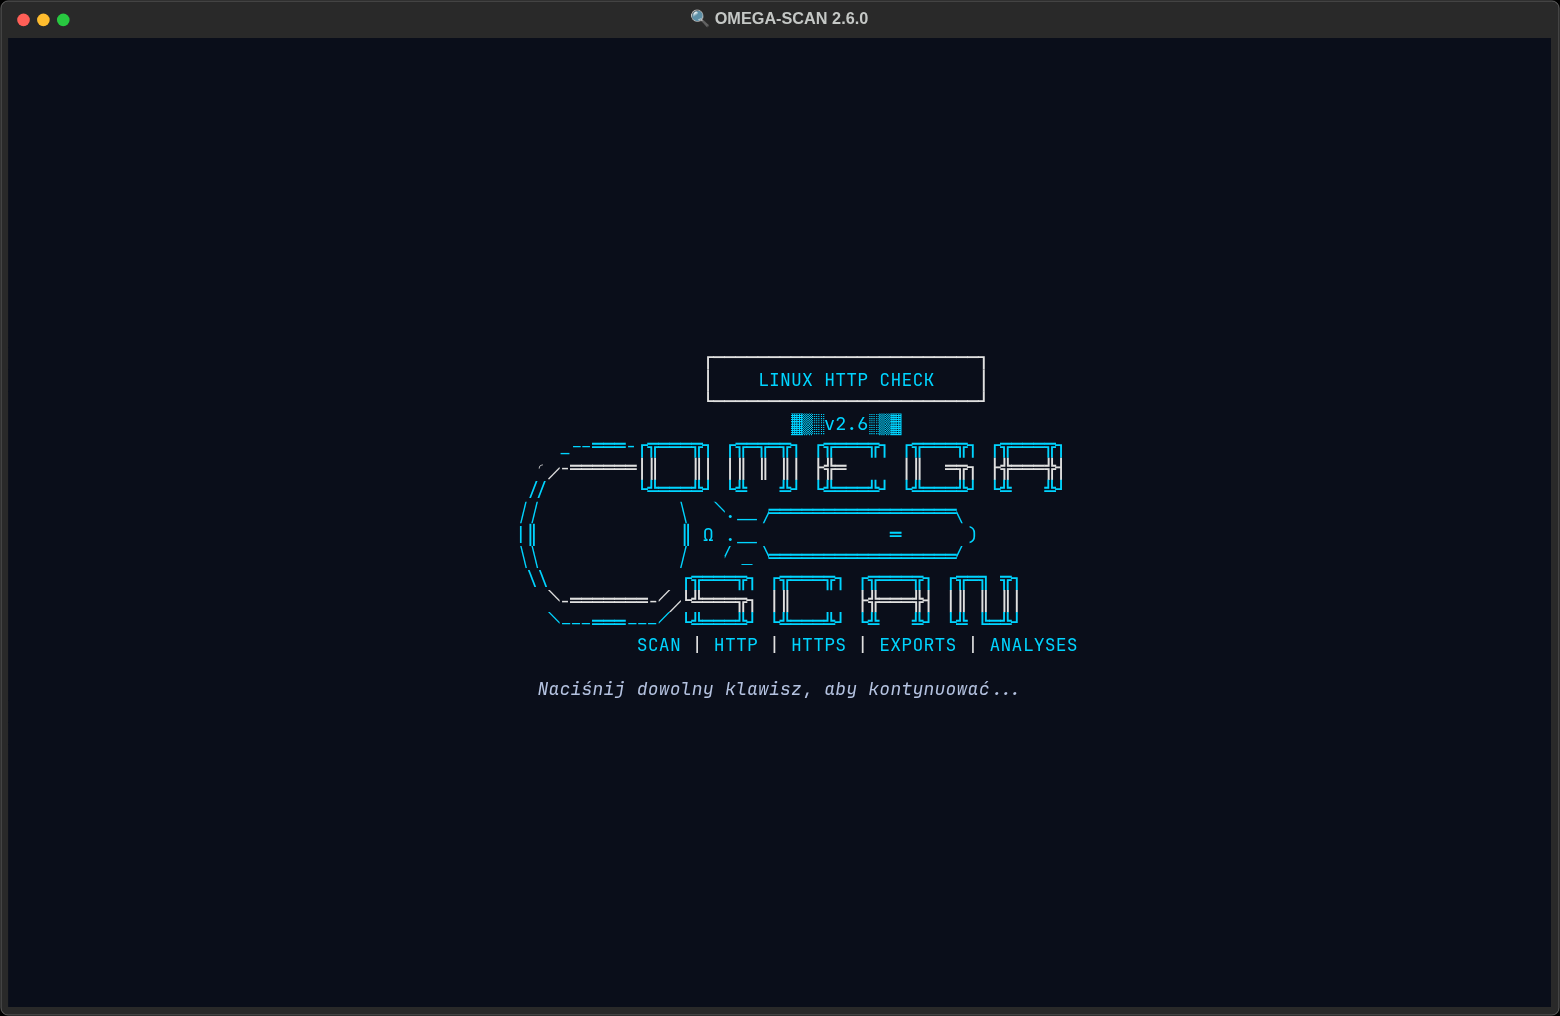 🔍 OMEGA-SCAN 2.6.0
LINUX HTTP CHECK
v2.6
OMEGA
Ω
SCAN
SCAN | HTTP | HTTPS | EXPORTS | ANALYSES
Naciśnij dowolny klawisz, aby kontynuować...